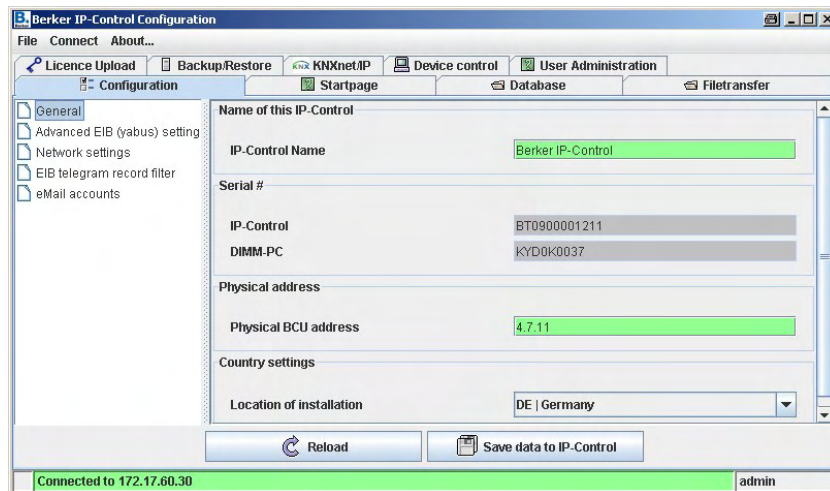 B. Berker IP-Control Configuration
File Connect About...
Licence Upload Backup/Restore KNX KNXnet/IP Device control User Administration
Configuration Startpage Database Filetransfer
General
Advanced EIB (yabus) setting
Network settings
EIB telegram record filter
eMail accounts
Name of this IP-Control
IP-Control Name Berker IP-Control
Serial #
IP-Control BT0900001211
DIMM-PC KYD0K0037
Physical address
Physical BCU address 4.7.11
Country settings
Location of installation DE | Germany
Reload Save data to IP-Control
Connected to 172.17.60.30 admin